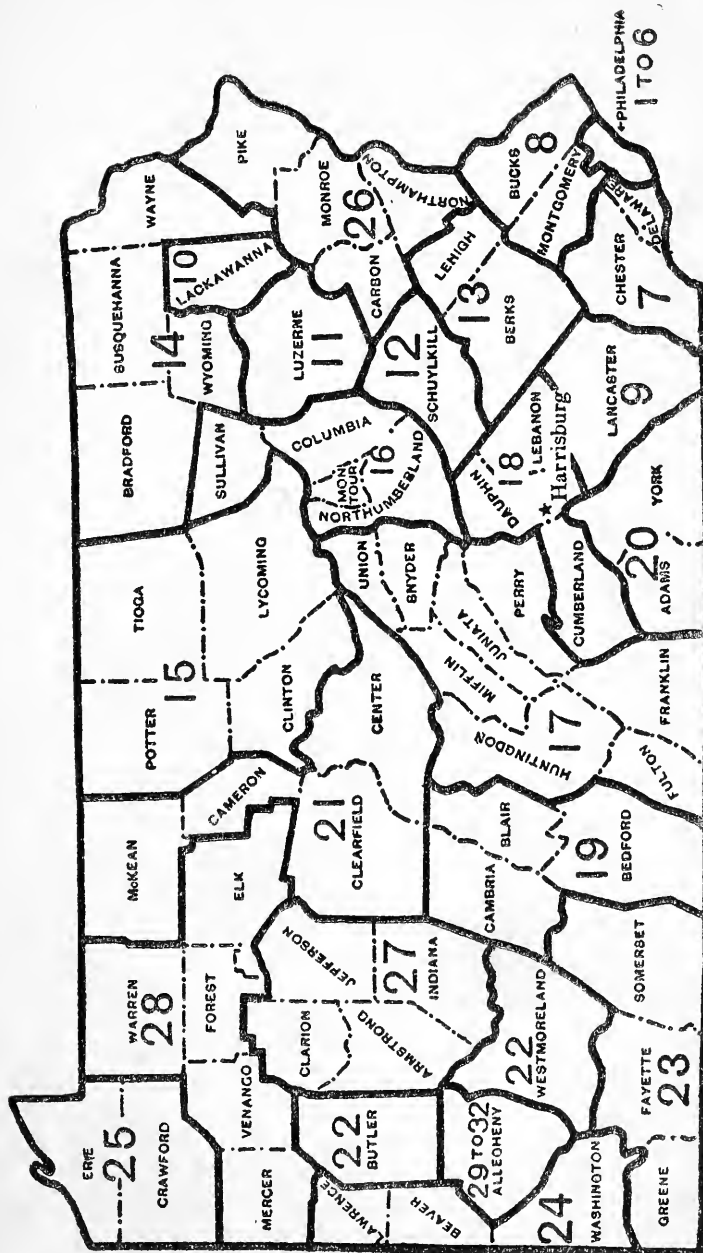 ERIE
25
CRAWFORD
WARREN
28
McKEAN
POTTER
15
TIOGA
BRADFORD
SUSQUEHANNA
14
WYOMING
WAYNE
PIKE
10
LACKAWANNA
MERCER
VENANGO
FOREST
ELK
CAMERON
CLINTON
LYCOMING
SULLIVAN
COLUMBIA
MON
TOUR
16
NORTHUMBERLAND
LUZERNE
11
MONROE
26
CARBON
NORTHAMPTON
LAWRENCE
22
BUTLER
CLARION
JEFFERSON
ARMSTRONG
27
INDIANA
21
CLEARFIELD
CENTER
UNION
SNYDER
MIFFLIN
JUNIATA
HUNTINGDON
17
PERRY
DAUPHIN
18
LEBANON
Harrisburg
12
SCHUYLKILL
LEHIGH
13
BERKS
BUCKS
8
MONTGOMERY
BEAVER
29 TO 32
ALLEGHENY
22
WESTMORELAND
CAMBRIA
BLAIR
19
BEDFORD
CUMBERLAND
20
ADAMS
YORK
LANCASTER
9
CHESTER
7
DELAWARE
←PHILADELPHIA
1 TO 6
24
WASHINGTON
GREENE
FAYETTE
23
SOMERSET
FULTON
FRANKLIN